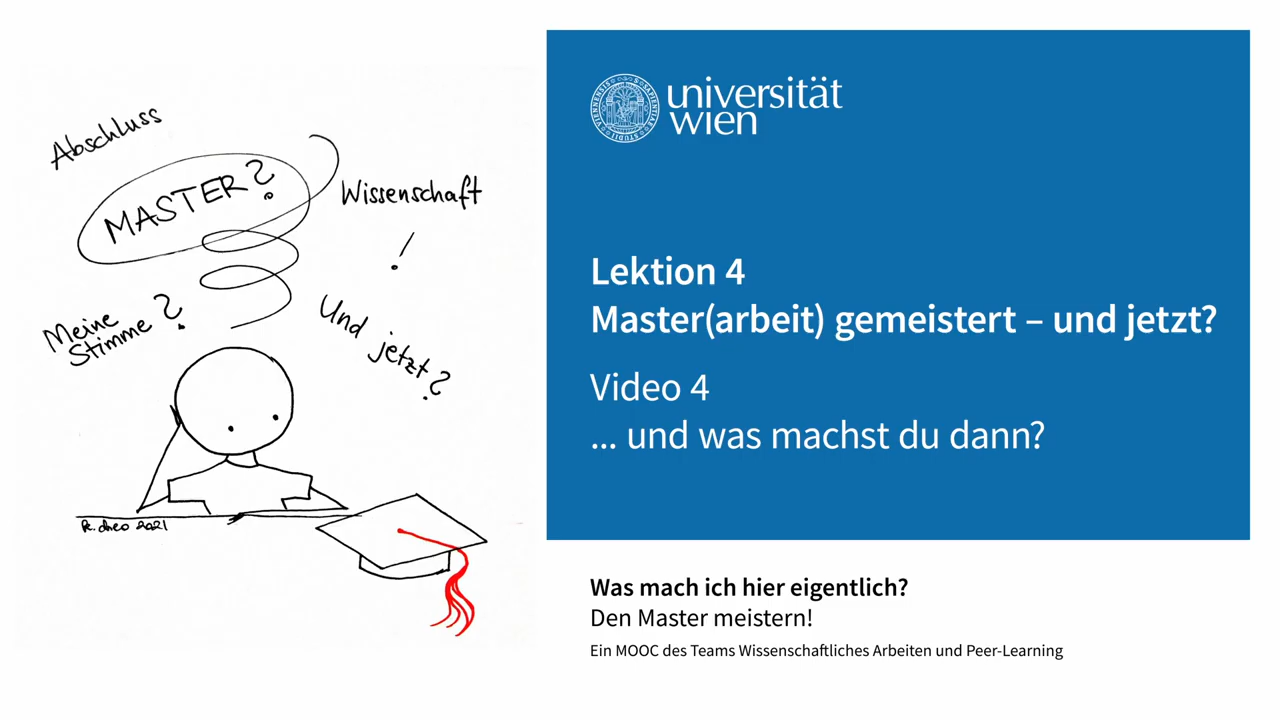 Abschluss
MASTER?
Wissenschaft
!
Meine
Stimme?
Und jetzt?
universität
wien
Lektion 4
Master(arbeit) gemeistert – und jetzt?
Video 4
... und was machst du dann?
Was mach ich hier eigentlich?
Den Master meistern!
Ein MOOC des Teams Wissenschaftliches Arbeiten und Peer-Learning